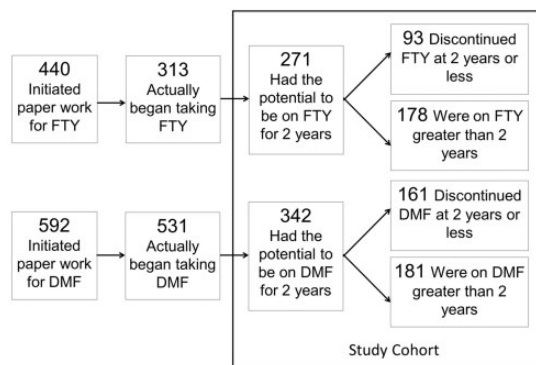 440
Initiated
paper work
for FTY
313
Actually
began taking
FTY
271
Had the
potential to
be on FTY
for 2 years
93 Discontinued
FTY at 2 years or
less
178 Were on FTY
greater than 2
years
592
Initiated
paper work
for DMF
531
Actually
began taking
DMF
342
Had the
potential to
be on DMF
for 2 years
161 Discontinued
DMF at 2 years or
less
181 Were on DMF
greater than 2
years
Study Cohort